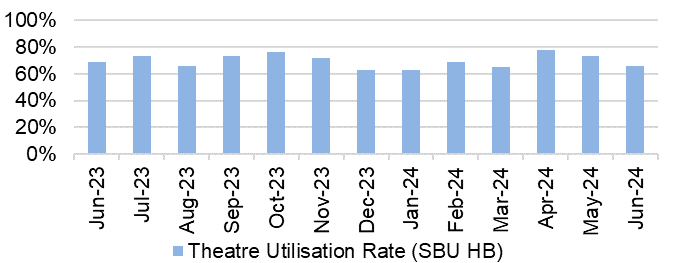 100%
80%
60%
40%
20%
0%
Jun-23
Jul-23
Aug-23
Sep-23
Oct-23
Nov-23
Dec-23
Jan-24
Feb-24
Mar-24
Apr-24
May-24
Jun-24
Theatre Utilisation Rate (SBU HB)